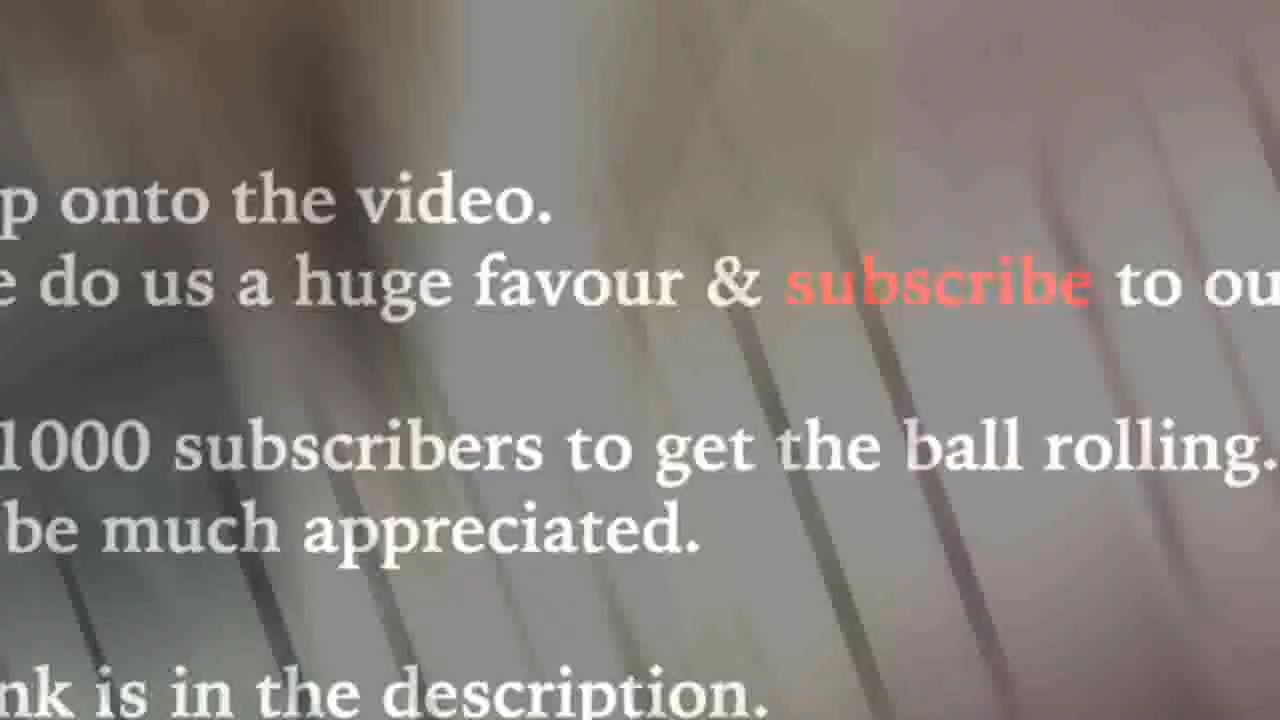 p onto the video.
e do us a huge favour & subscribe to ou
1000 subscribers to get the ball rolling.
be much appreciated.
nk is in the description.